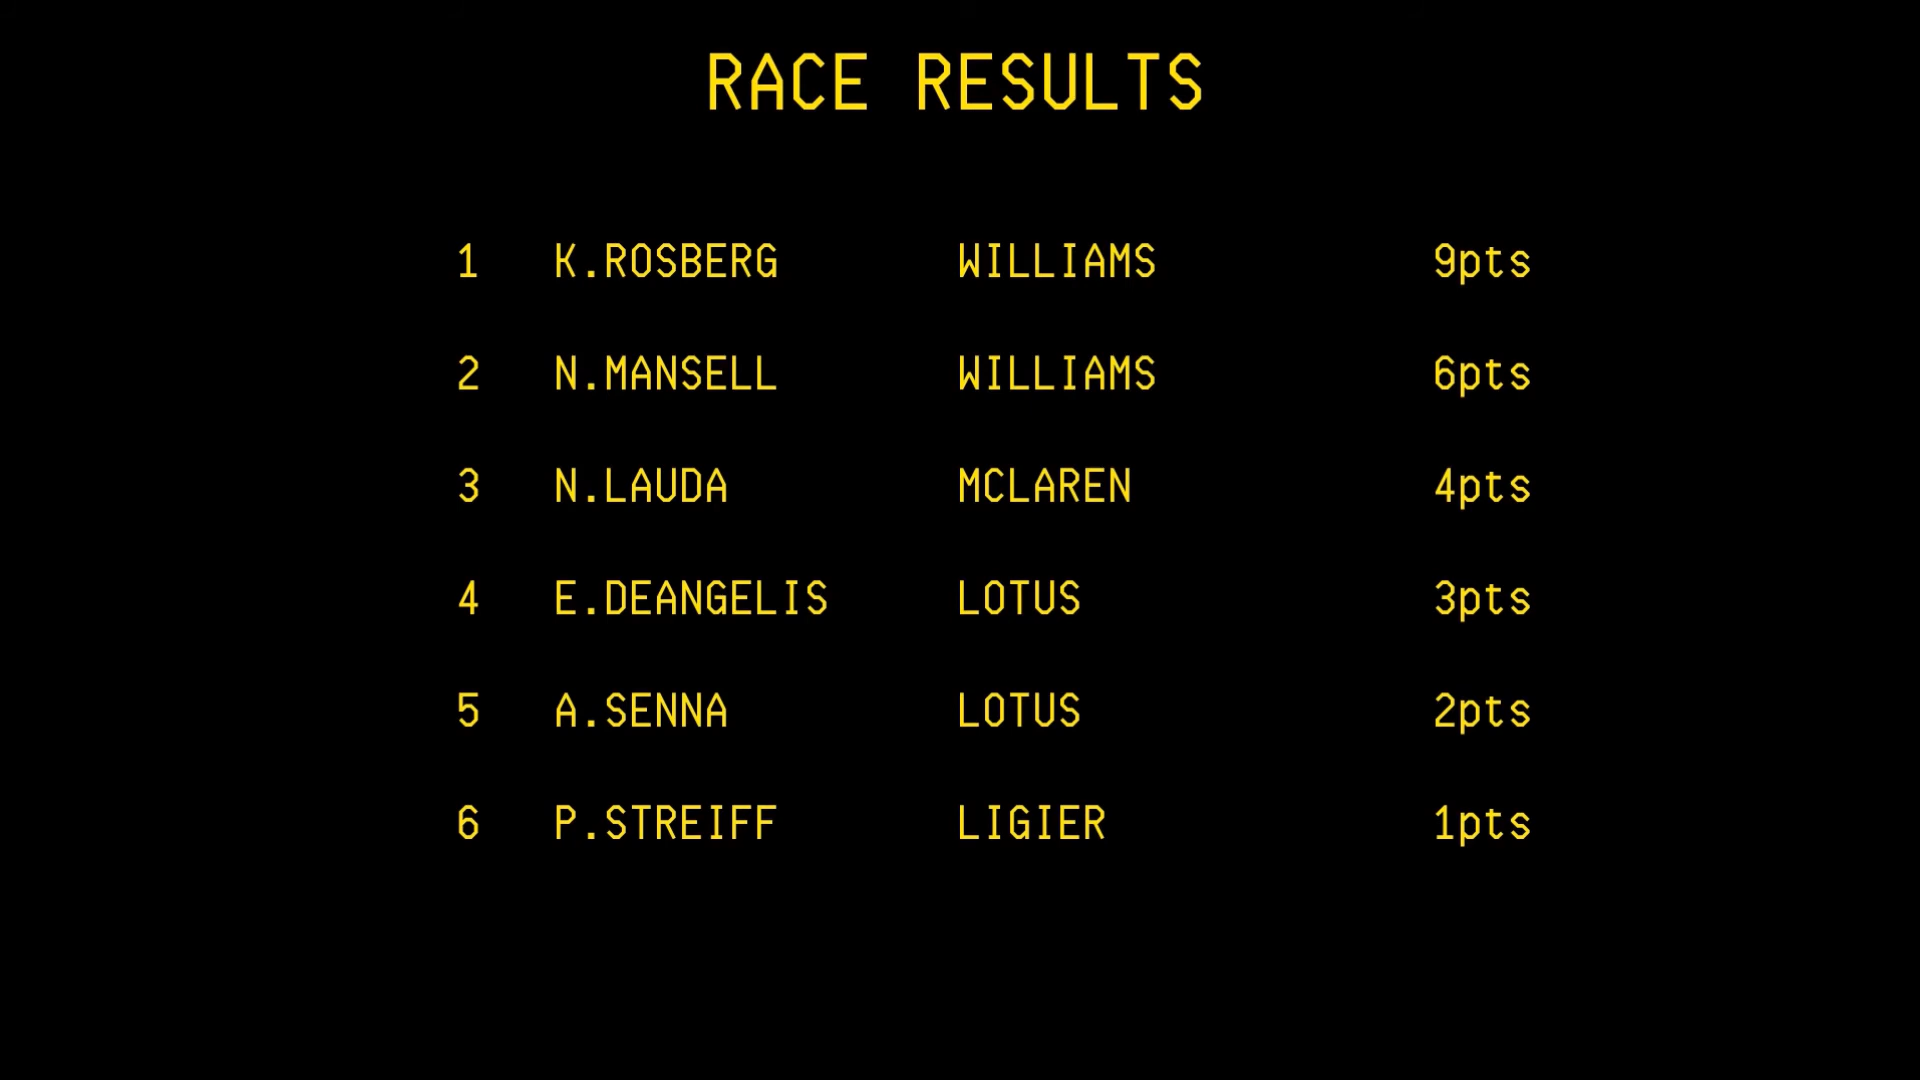 RACE RESULTS
1 K.ROSBERG WILLIAMS 9pts
2 N.MANSELL WILLIAMS 6pts
3 N.LAUDA MCLAREN 4pts
4 E.DEANGELIS LOTUS 3pts
5 A.SENNA LOTUS 2pts
6 P.STREIFF LIGIER 1pts